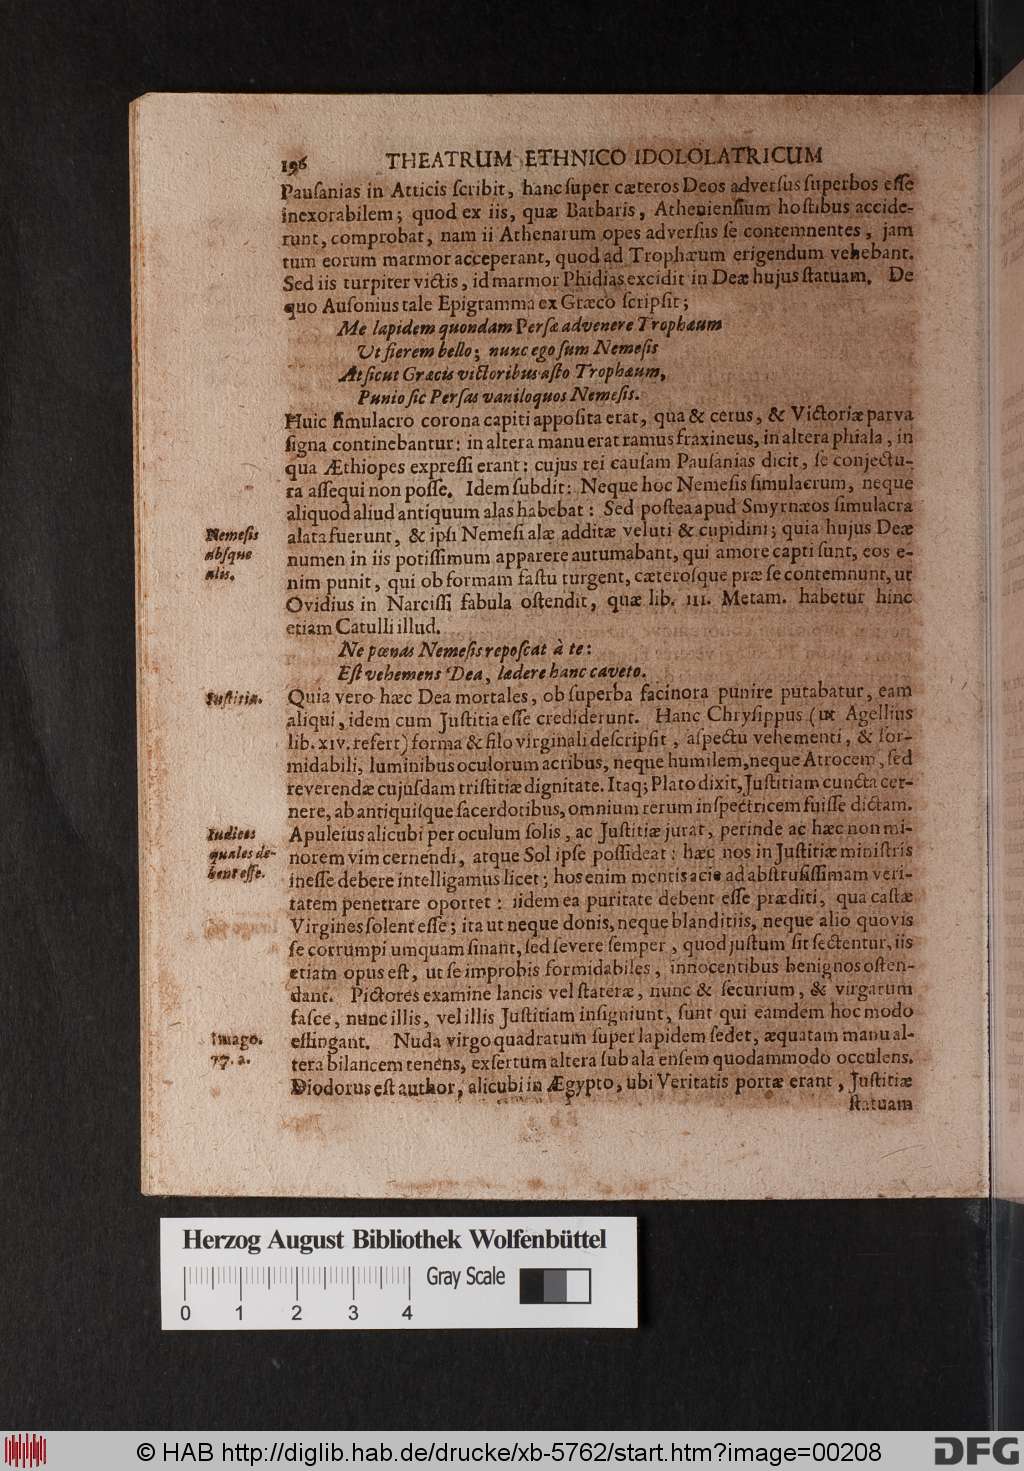 196 THEATRUM ETHNICO IDOLOLATRICUM
Pauſanias in Atticis ſcribit, hanc ſuper cæteros Deos adverſus ſuperbos eſſe
inexorabilem; quod ex iis, quæ Barbaris, Athenienſium hoſtibus accide-
runt, comprobat, nam ii Athenarum opes adverſus ſe contemnentes, jam
tum eorum marmor acceperant, quod ad Trophæum erigendum vehebant.
Sed iis turpiter victis, id marmor Phidias excidit in Deæ hujus ſtatuam. De
quo Auſonius tale Epigramma ex Græco ſcripſit;
Me lapidem quondam Perſæ advenere Trophæum
Ut fierem bello; nunc ego ſum Nemeſis
At ſicut Græcis victoribus aſto Trophæum,
Punio ſic Perſas vaniloquos Nemeſis.
Huic ſimulacro corona capiti appoſita erat, qua & cerus, & Victoriæ parva
ſigna continebantur: in altera manu erat ramus fraxineus, in altera phiala, in
qua Æthiopes expreſſi erant: cujus rei cauſam Pauſanias dicit, ſe conjectu-
ra aſſequi non poſſe. Idem ſubdit: Neque hoc Nemeſis ſimulacrum, neque
aliquod aliud antiquum alas habebat: Sed poſtea apud Smyrnæos ſimulacra
Nemeſis
abſque
alis.
alata fuerunt, & ipſi Nemeſi alæ additæ veluti & cupidini; quia hujus Deæ
numen in iis potiſſimum apparere autumabant, qui amore capti ſunt, eos e-
nim punit, qui ob formam faſtu turgent, cæteroſque præ ſe contemnunt, ut
Ovidius in Narciſſi fabula oſtendit, quæ lib. III. Metam. habetur hinc
etiam Catulli illud.
Ne pœnas Nemeſis repoſcat à te:
Eſt vehemens Dea, lædere hanc caveto.
Juſtitia.
Quia vero hæc Dea mortales, ob ſuperba facinora punire putabatur, eam
aliqui, idem cum Juſtitia eſſe crediderunt. Hanc Chryſippus (ut Agellius
lib. XIV. refert) forma & filo virginali deſcripſit, aſpectu vehementi, & for-
midabili, luminibus oculorum acribus, neque humilem, neque Atrocem, ſed
reverendæ cujuſdam triſtitiæ dignitate. Itaq; Plato dixit, Juſtitiam cuncta cer-
nere, ab antiquiſque ſacerdotibus, omnium rerum inſpectricem fuiſſe dictam.
Judices
quales de-
bent eſſe.
Apuleius alicubi per oculum ſolis, ac Juſtitiæ jurat, perinde ac hæc non mi-
norem vim cernendi, atque Sol ipſe poſſideat: hæc nos in Juſtitiæ miniſtris
ineſſe debere intelligamus licet; hos enim mentis acie ad abſtruſiſſimam veri-
tatem penetrare oportet: iidem ea puritate debent eſſe præditi, qua caſtæ
Virgines ſolent eſſe; ita ut neque donis, neque blanditiis, neque alio quovis
ſe corrumpi umquam ſinant, ſed ſevere ſemper, quod juſtum ſit ſectentur, iis
etiam opus eſt, ut ſe improbis formidabiles, innocentibus benignos oſten-
dant. Pictores examine lancis vel ſtateræ, nunc & ſecurium, & virgarum
faſce, nunc illis, vel illis Juſtitiam inſigniunt, ſunt qui eamdem hoc modo
Imago.
77. a.
effingant. Nuda virgo quadratum ſuper lapidem ſedet, æquatam manu al-
tera bilancem tenens, exſertum altera ſub ala enſem quodammodo occulens.
Diodorus eſt author, alicubi in Ægypto, ubi Veritatis portæ erant, Juſtitiæ
ſtatuam
Herzog August Bibliothek Wolfenbüttel
Gray Scale
0 1 2 3 4
© HAB http://diglib.hab.de/drucke/xb-5762/start.htm?image=00208
DFG